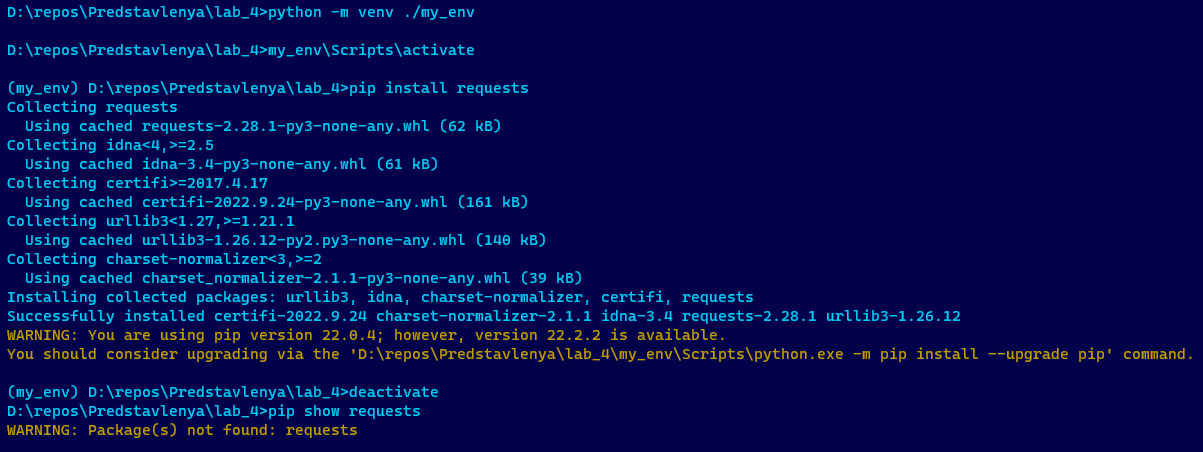 D:\repos\Predstavlenya\lab_4>python -m venv ./my_env
D:\repos\Predstavlenya\lab_4>my_env\Scripts\activate
(my_env) D:\repos\Predstavlenya\lab_4>pip install requests
Collecting requests
  Using cached requests-2.28.1-py3-none-any.whl (62 kB)
Collecting idna<4,>=2.5
  Using cached idna-3.4-py3-none-any.whl (61 kB)
Collecting certifi>=2017.4.17
  Using cached certifi-2022.9.24-py3-none-any.whl (161 kB)
Collecting urllib3<1.27,>=1.21.1
  Using cached urllib3-1.26.12-py2.py3-none-any.whl (140 kB)
Collecting charset-normalizer<3,>=2
  Using cached charset_normalizer-2.1.1-py3-none-any.whl (39 kB)
Installing collected packages: urllib3, idna, charset-normalizer, certifi, requests
Successfully installed certifi-2022.9.24 charset-normalizer-2.1.1 idna-3.4 requests-2.28.1 urllib3-1.26.12
WARNING: You are using pip version 22.0.4; however, version 22.2.2 is available.
You should consider upgrading via the 'D:\repos\Predstavlenya\lab_4\my_env\Scripts\python.exe -m pip install --upgrade pip' command.
(my_env) D:\repos\Predstavlenya\lab_4>deactivate
D:\repos\Predstavlenya\lab_4>pip show requests
WARNING: Package(s) not found: requests